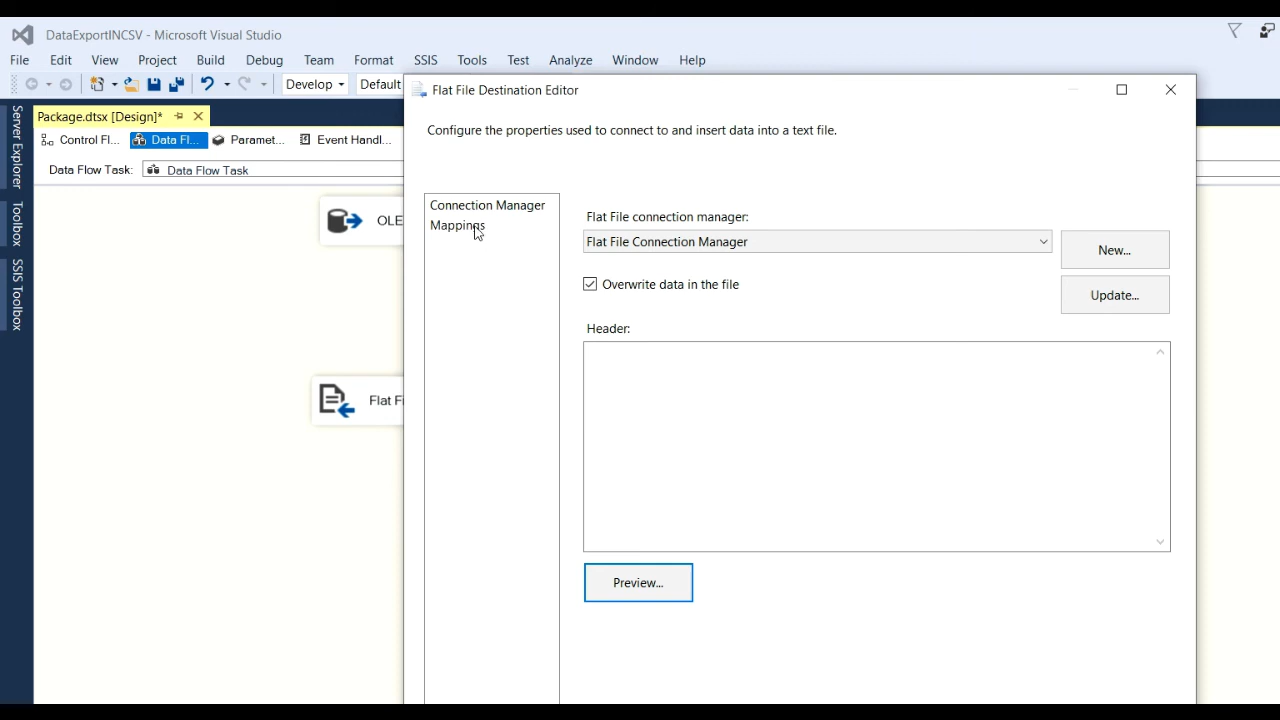 DataExportINCSV - Microsoft Visual Studio
File Edit View Project Build Debug Team Format SSIS Tools Test Analyze Window Help
Develop Default
Flat File Destination Editor
Package.dtsx [Design]*
Control Fl... Data Fl... Paramet... Event Handl...
Data Flow Task: Data Flow Task
Server Explorer
Toolbox
SSIS Toolbox
OLE
Flat Fi
Configure the properties used to connect to and insert data into a text file.
Connection Manager
Mappings
Flat File connection manager:
Flat File Connection Manager
New...
Overwrite data in the file
Update...
Header:
Preview...